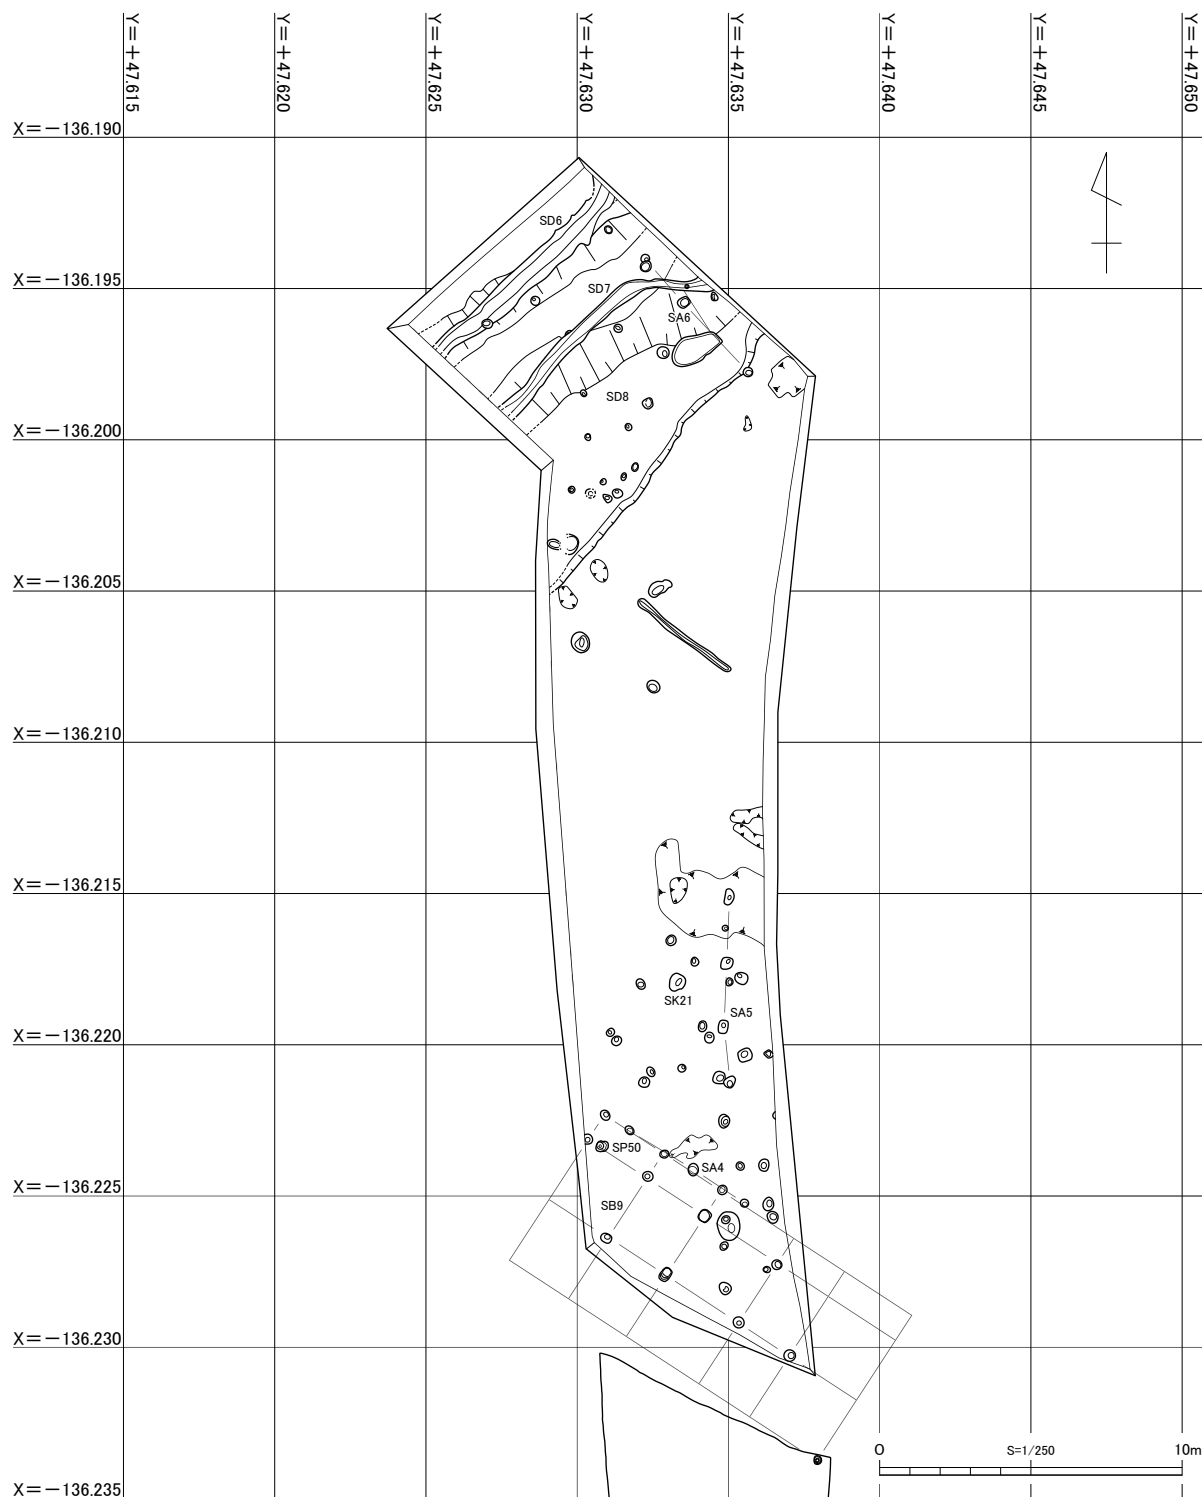 Y=+47.615
Y=+47.620
Y=+47.625
Y=+47.630
Y=+47.635
Y=+47.640
Y=+47.645
Y=+47.650
X=-136.190
SD6
X=-136.195
SD7
SA6
SD8
X=-136.200
X=-136.205
X=-136.210
X=-136.215
SK21
SA5
X=-136.220
SP50
SA4
X=-136.225
SB9
X=-136.230
0 S=1/250 10m
X=-136.235